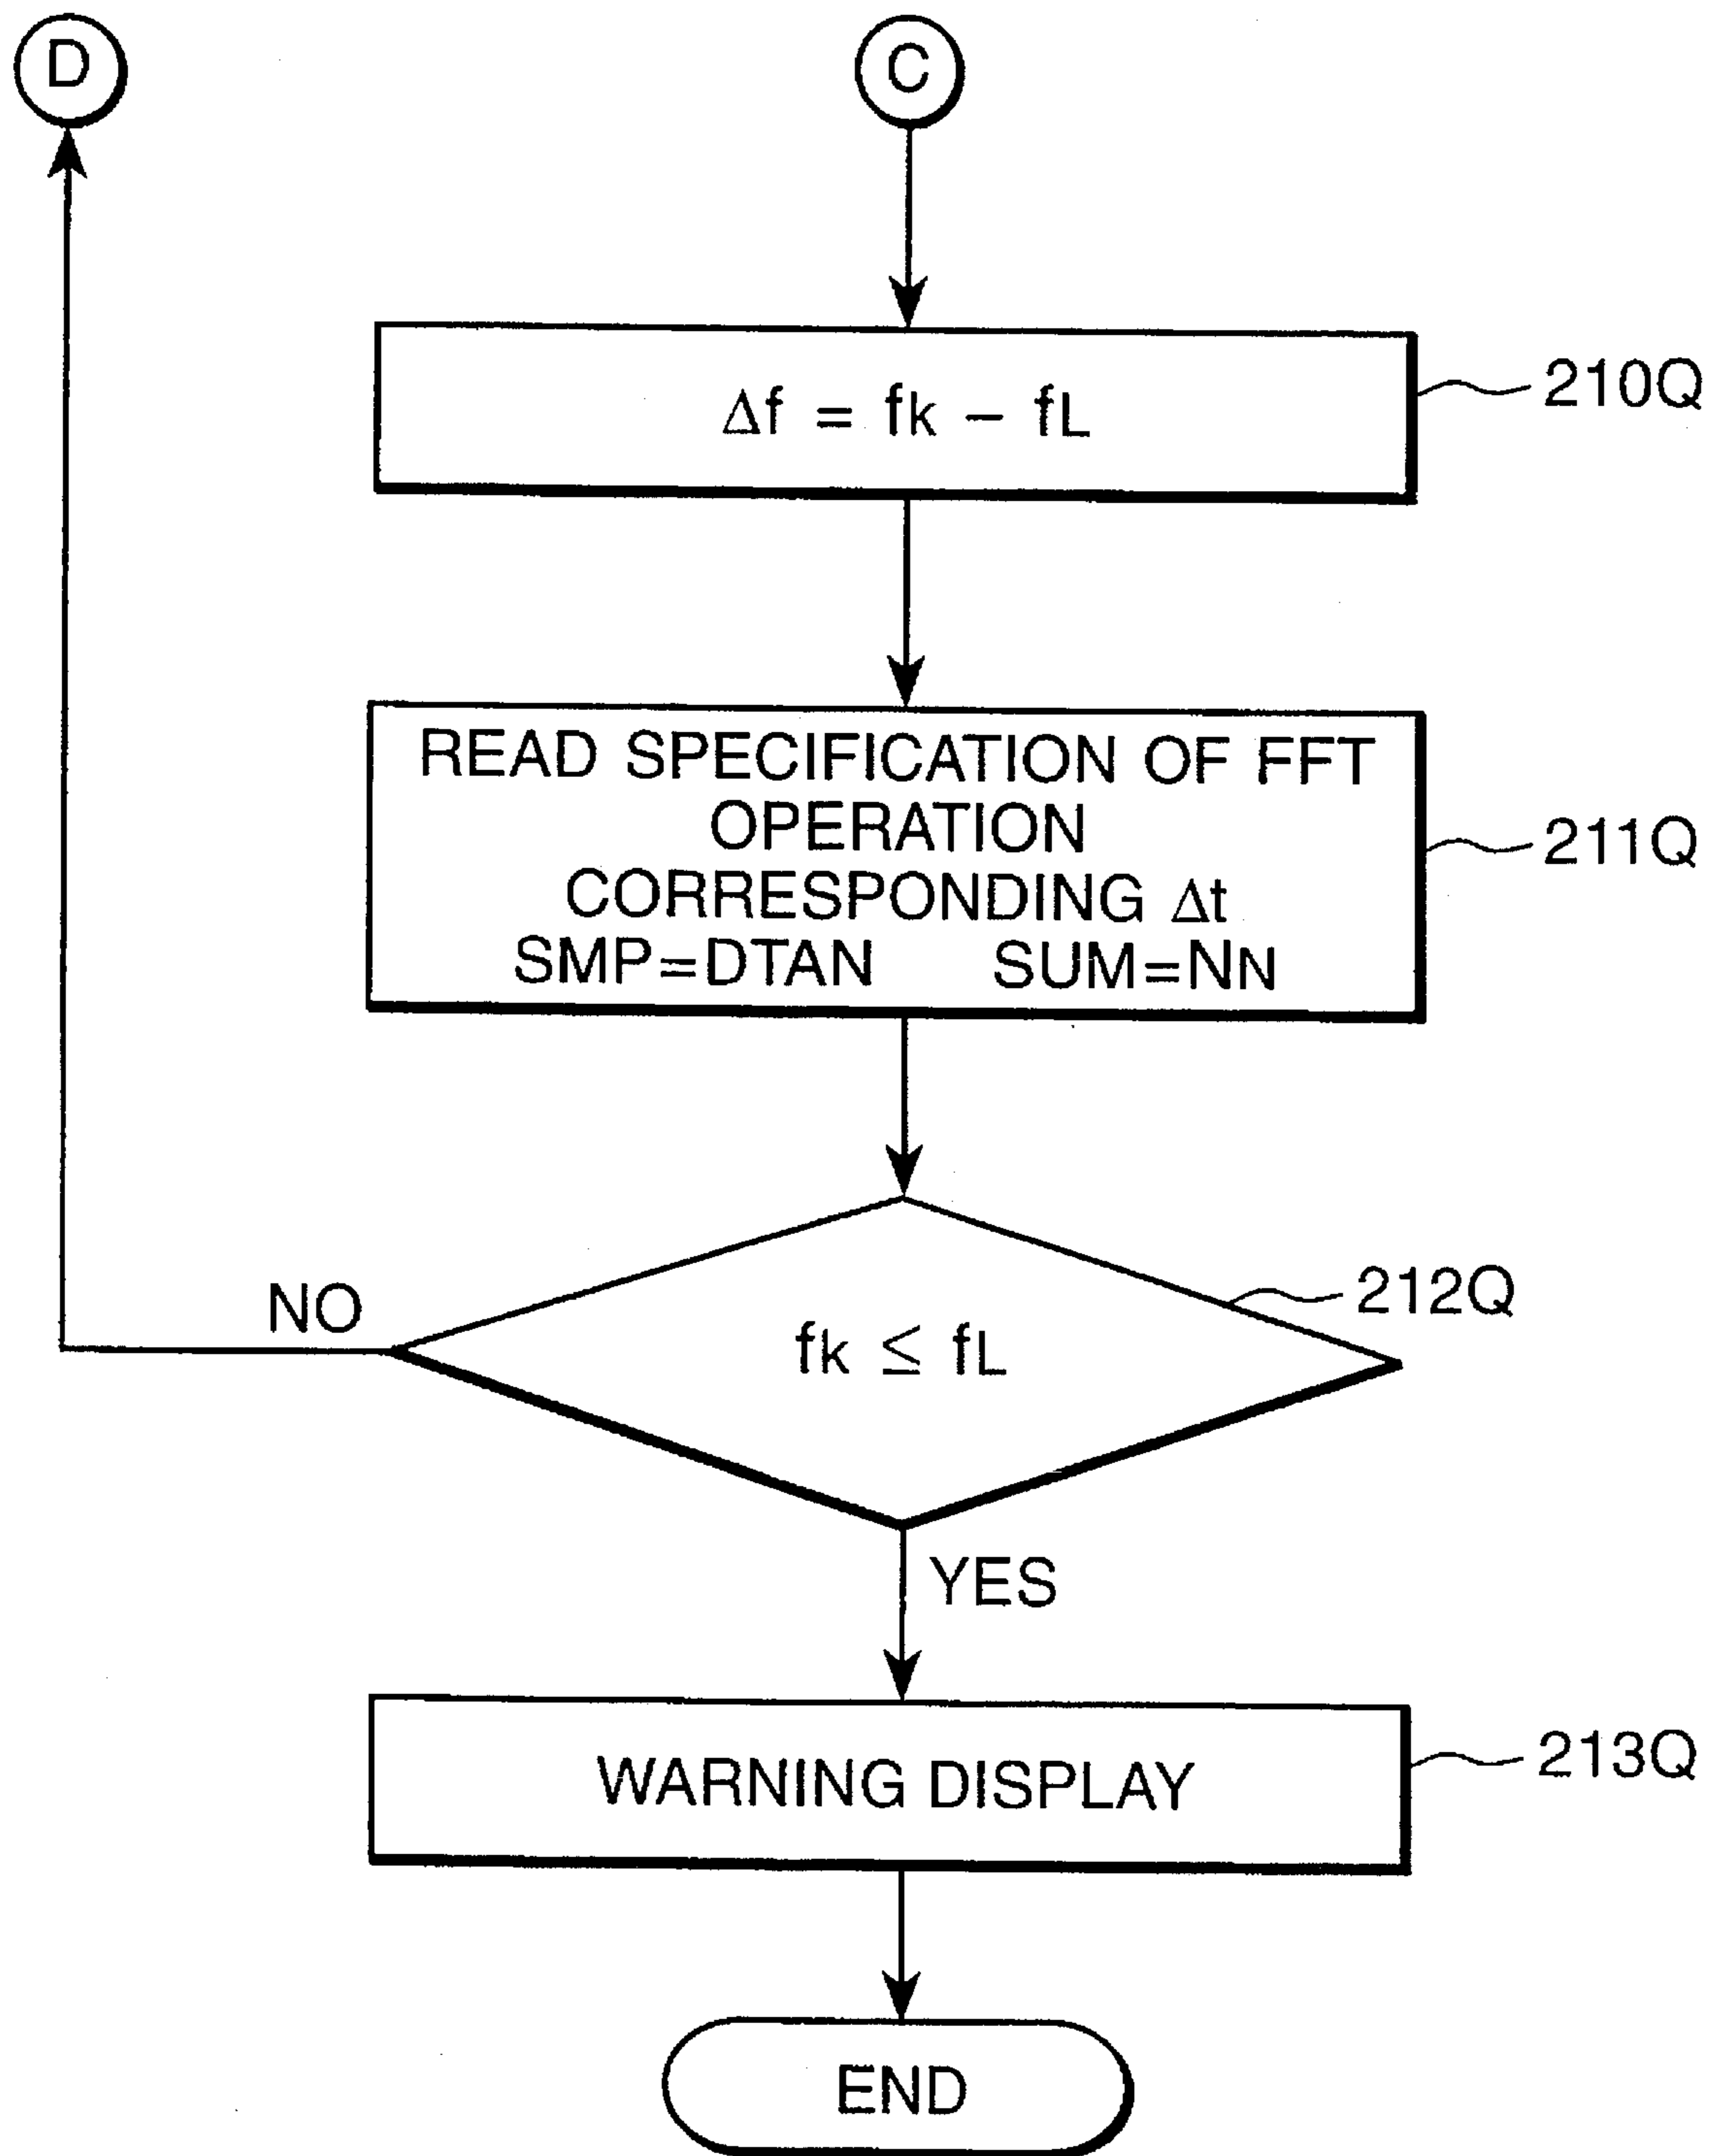 D
C
Δf = fk – fL
210Q
READ SPECIFICATION OF FFT
OPERATION
CORRESPONDING Δt
SMP=DTAN SUM=NN
211Q
NO
fk ≤ fL
212Q
YES
WARNING DISPLAY
213Q
END